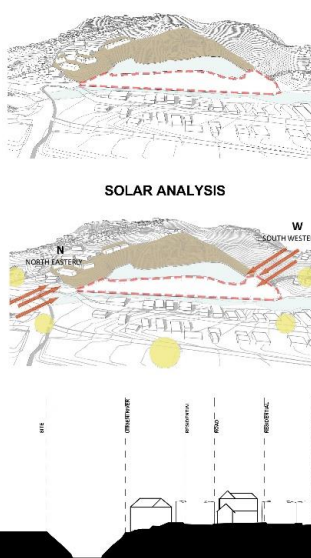 SOLAR ANALYSIS
W
SOUTH WESTE
N
NORTH EASTERLY
SITE
RESIDENTIAL
ROAD
RESIDENTIAL